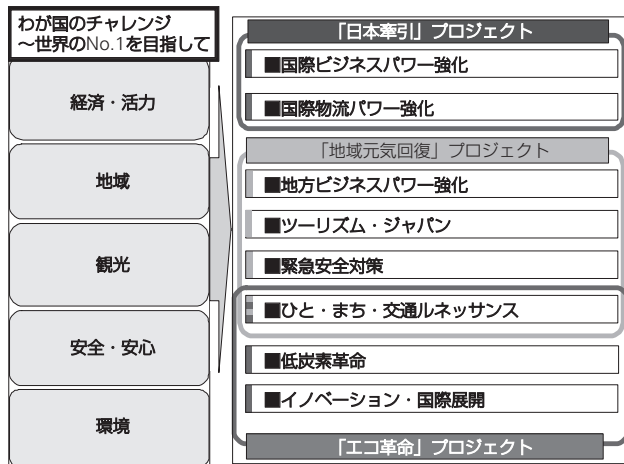 わが国のチャレンジ
～世界のNo.1を目指して
経済・活力
地域
観光
安全・安心
環境
「日本牽引」プロジェクト
■国際ビジネスパワー強化
■国際物流パワー強化
「地域元気回復」プロジェクト
■地方ビジネスパワー強化
■ツーリズム・ジャパン
■緊急安全対策
■ひと・まち・交通ルネッサンス
■低炭素革命
■イノベーション・国際展開
「エコ革命」プロジェクト